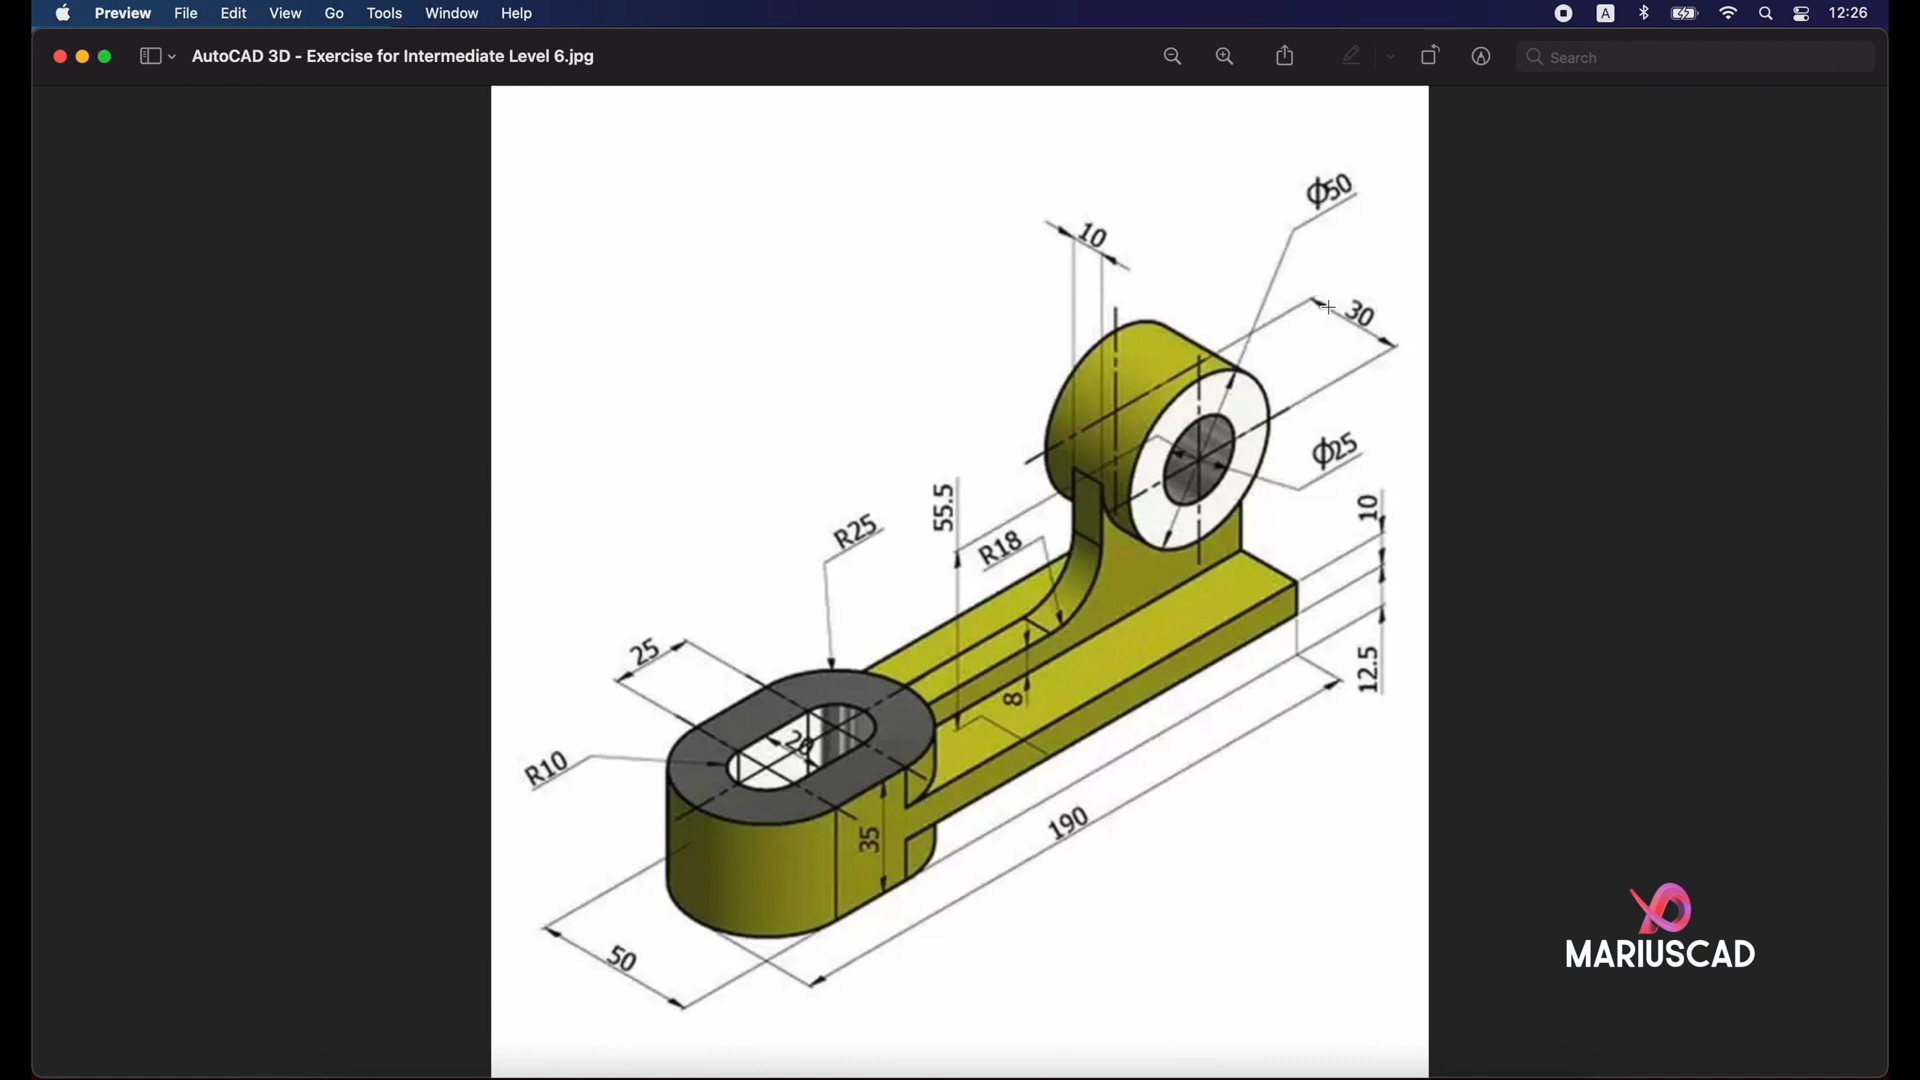 Preview File Edit View Go Tools Window Help
A
12:26
AutoCAD 3D - Exercise for Intermediate Level 6.jpg
Search
ϕ50
10
30
ϕ25
10
55.5
R25
R18
25
12.5
8
20
R10
35
190
50
MARIUSCAD